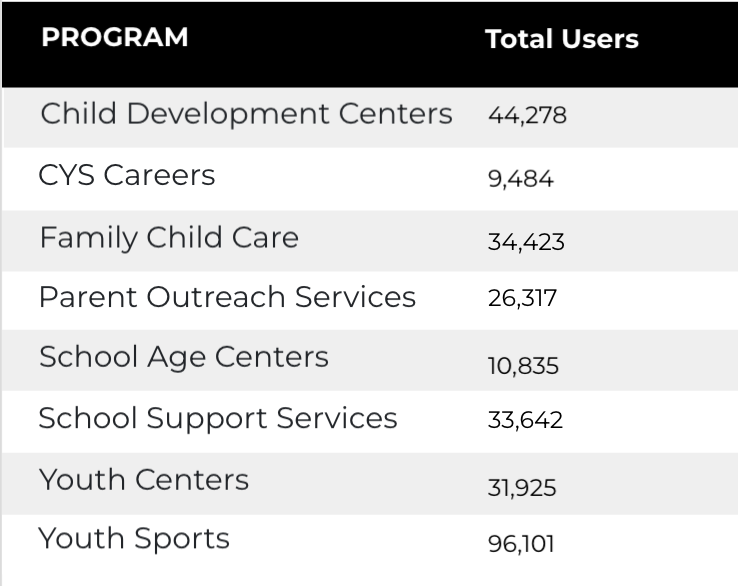 PROGRAM Total Users
Child Development Centers 44,278
CYS Careers 9,484
Family Child Care 34,423
Parent Outreach Services 26,317
School Age Centers 10,835
School Support Services 33,642
Youth Centers 31,925
Youth Sports 96,101